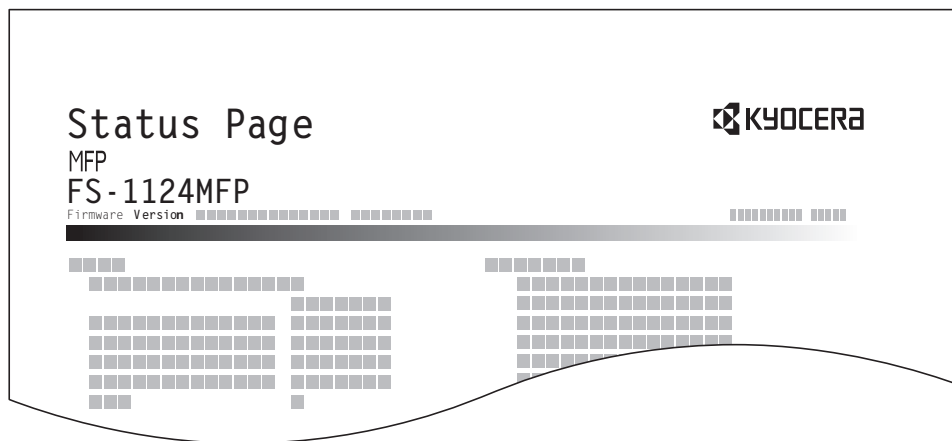 Status Page
KYOCERA
MFP
FS-1124MFP
Firmware Version